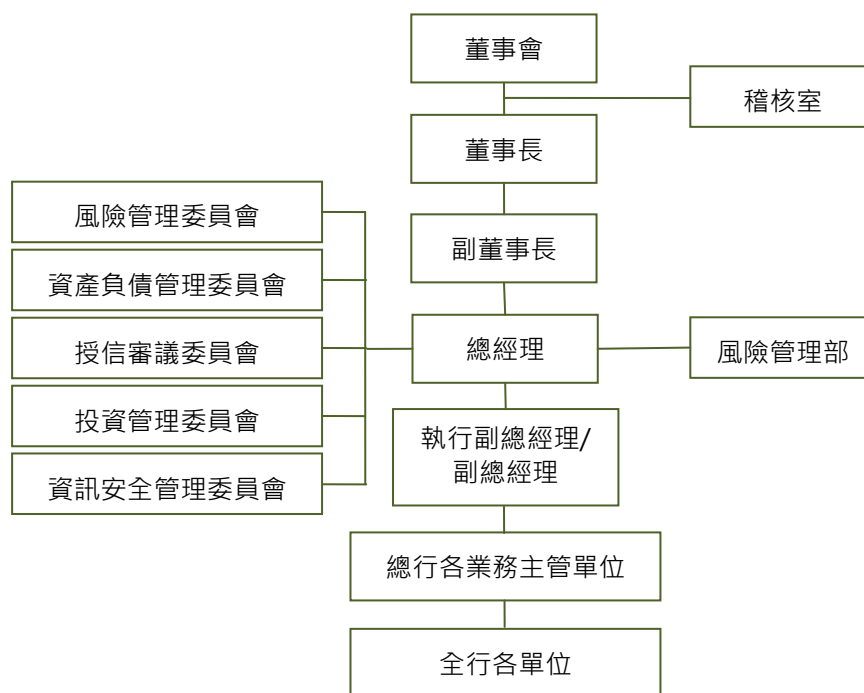 董事會
稽核室
董事長
風險管理委員會
副董事長
資產負債管理委員會
總經理
風險管理部
授信審議委員會
投資管理委員會
執行副總經理/
副總經理
資訊安全管理委員會
總行各業務主管單位
全行各單位